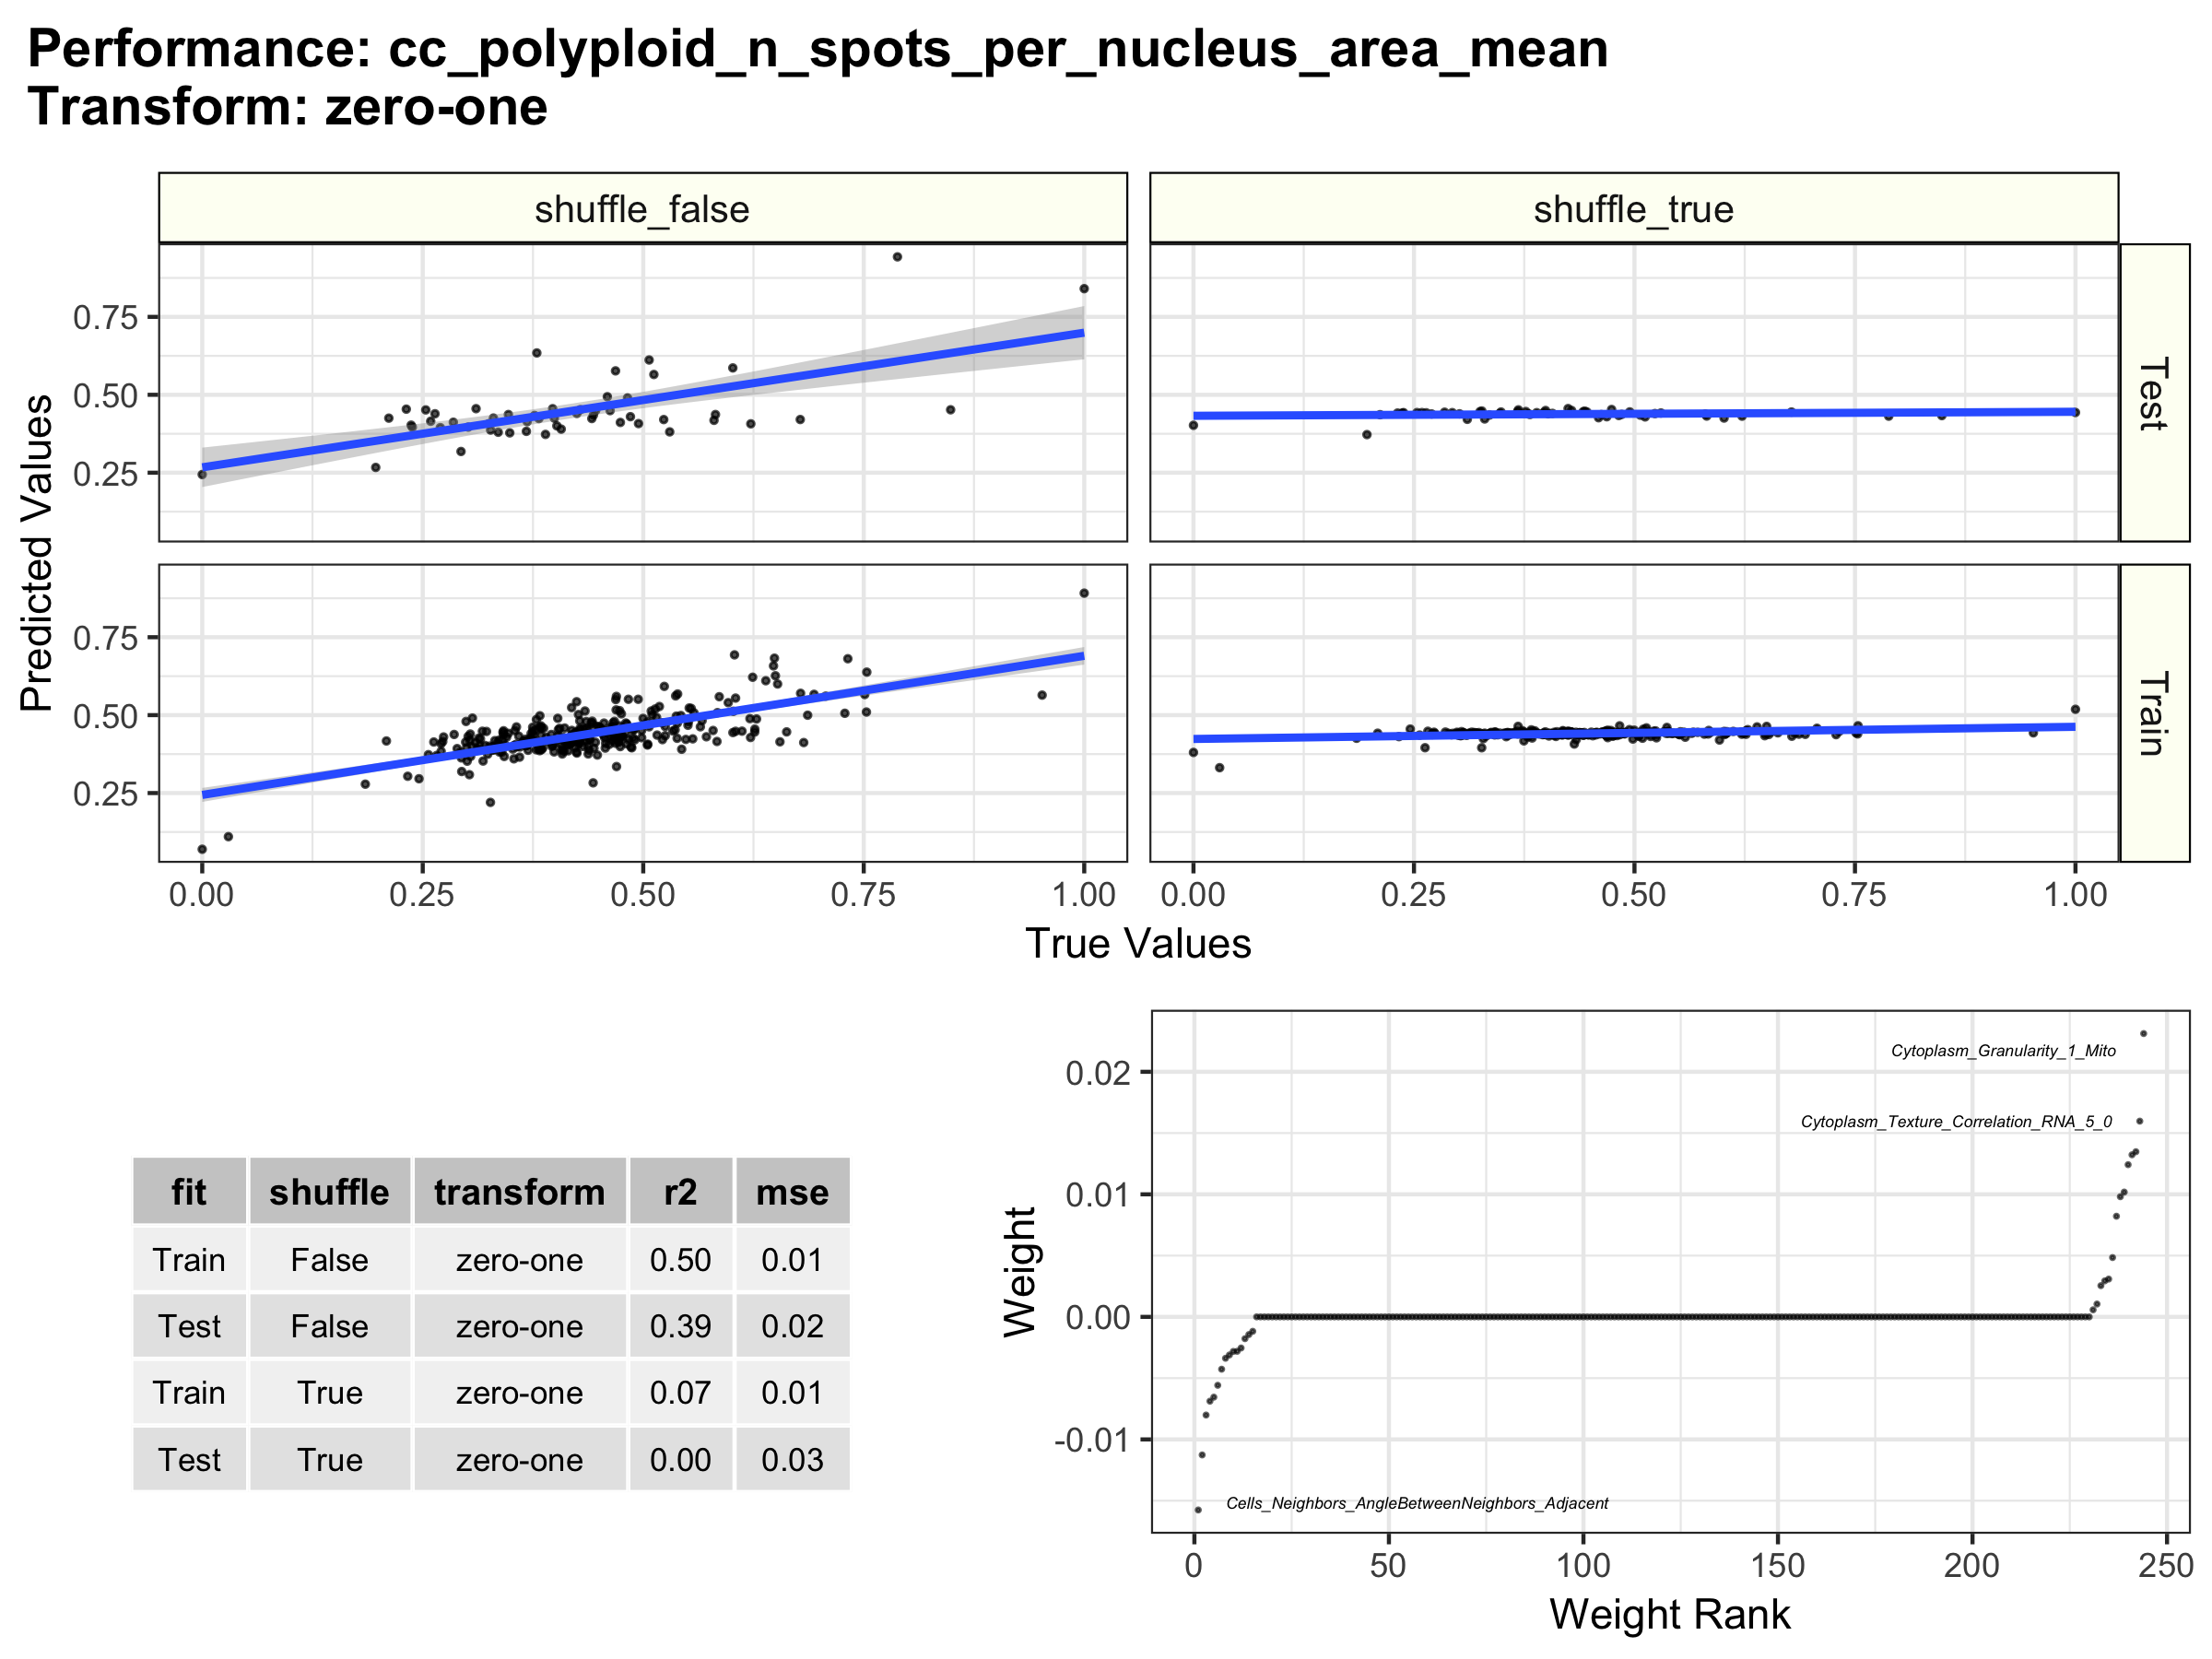 Performance: cc_polyploid_n_spots_per_nucleus_area_mean
Transform: zero-one
shuffle_false
shuffle_true
Predicted Values
0.75
0.50
0.25
Test
0.75
0.50
0.25
Train
0.00 0.25 0.50 0.75 1.00
0.00 0.25 0.50 0.75 1.00
True Values
fit shuffle transform r2 mse
Train False zero-one 0.50 0.01
Test False zero-one 0.39 0.02
Train True zero-one 0.07 0.01
Test True zero-one 0.00 0.03
Weight
0.02
0.01
0.00
-0.01
Cytoplasm_Granularity_1_Mito
Cytoplasm_Texture_Correlation_RNA_5_0
Cells_Neighbors_AngleBetweenNeighbors_Adjacent
0 50 100 150 200 250
Weight Rank